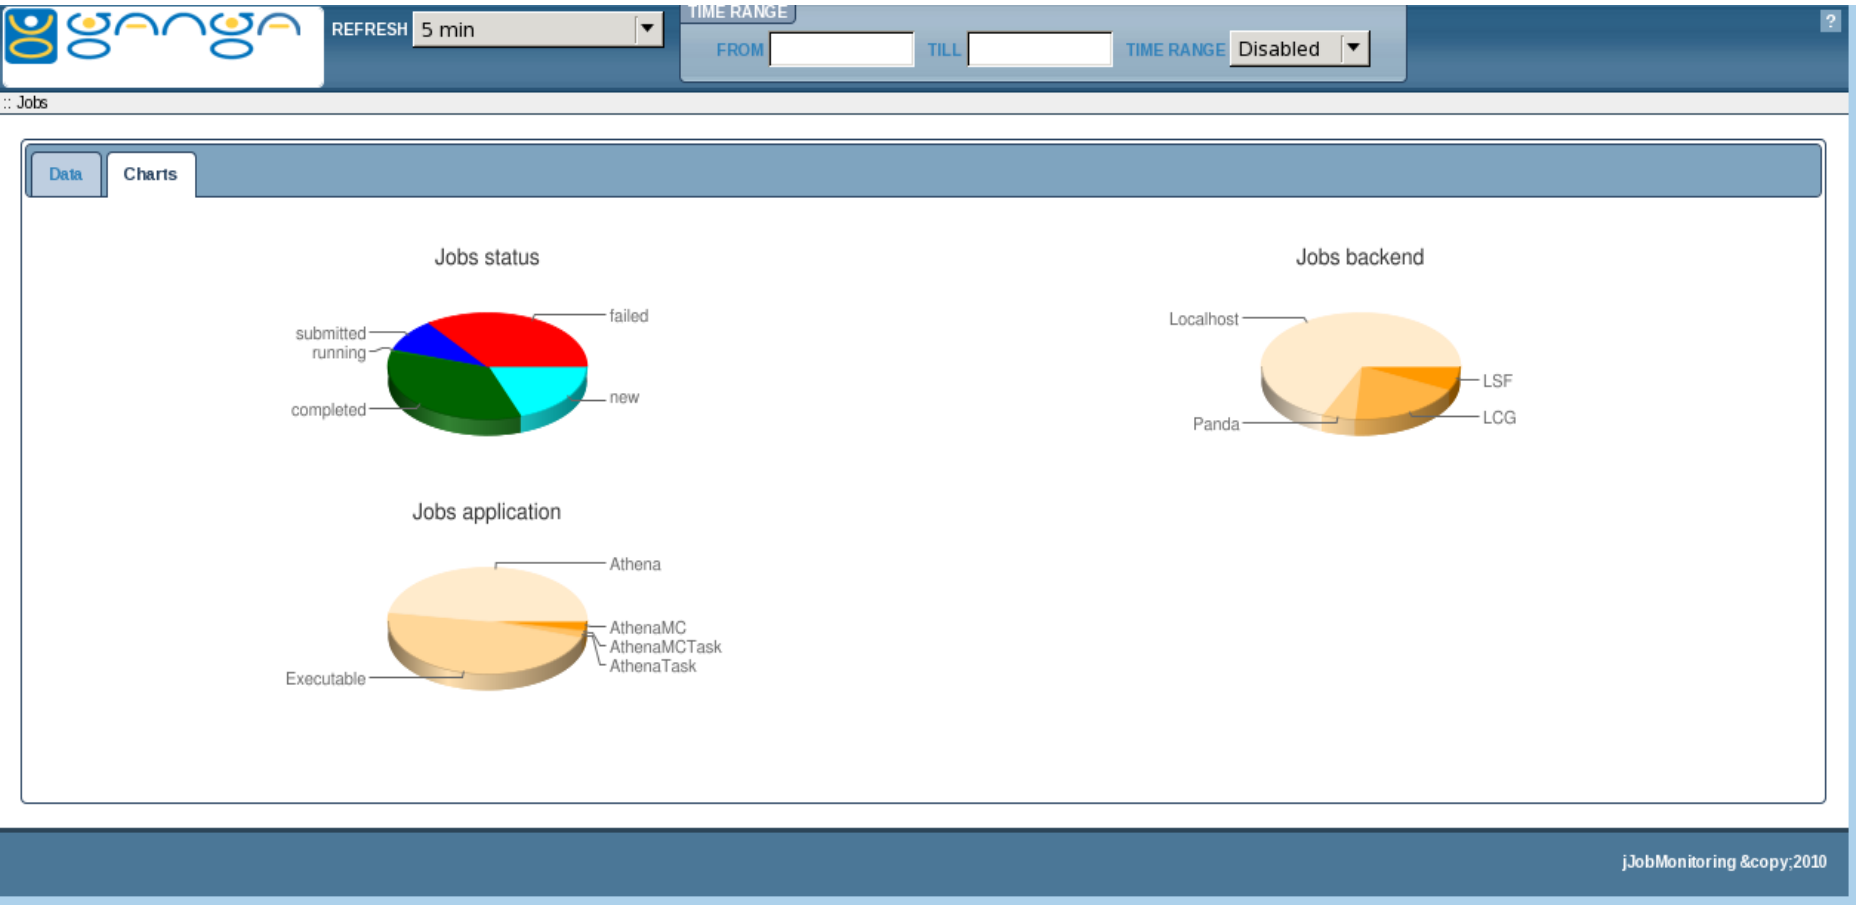 ganga REFRESH 5 min TIME RANGE ?
FROM TILL TIME RANGE Disabled
:: Jobs
Data Charts
Jobs status
failed
submitted
running
new
completed
Jobs backend
Localhost
LSF
LCG
Panda
Jobs application
Athena
AthenaMC
AthenaMCTask
AthenaTask
Executable
jJobMonitoring &copy;2010